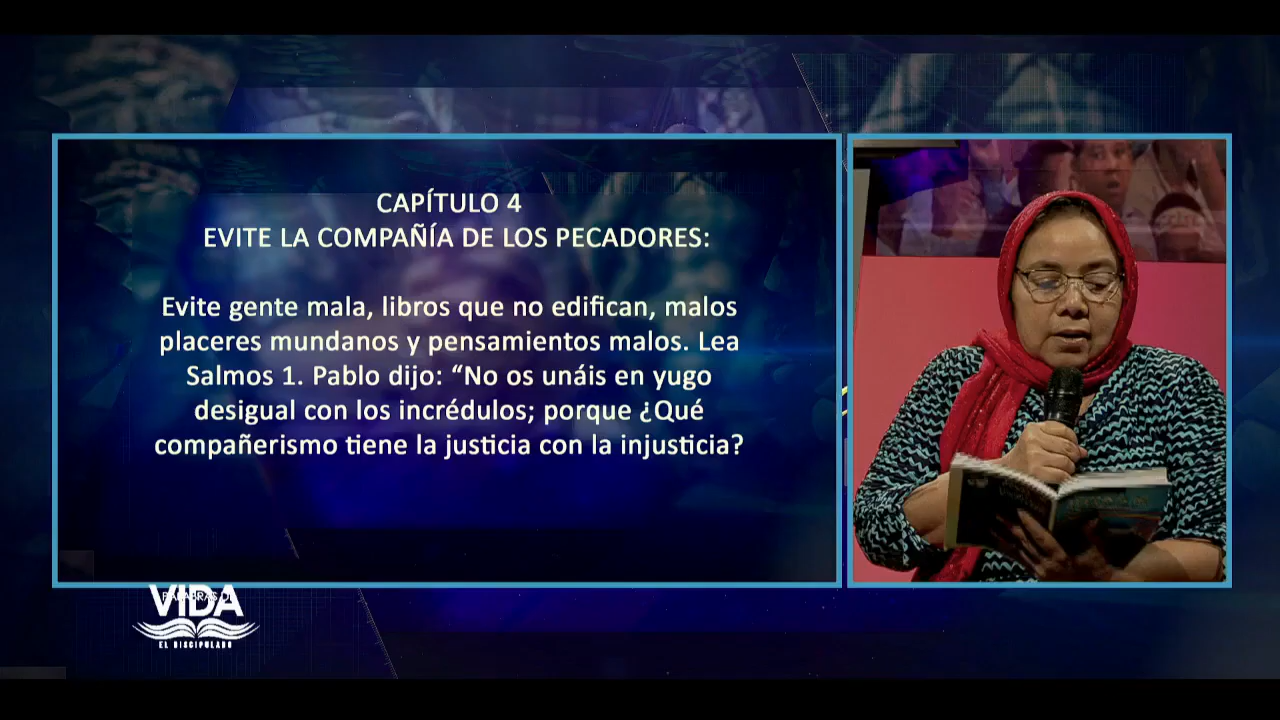 CAPÍTULO 4
EVITE LA COMPAÑÍA DE LOS PECADORES:
Evite gente mala, libros que no edifican, malos
placeres mundanos y pensamientos malos. Lea
Salmos 1. Pablo dijo: “No os unáis en yugo
desigual con los incrédulos; porque ¿Qué
compañerismo tiene la justicia con la injusticia?
PALABRAS DE
VIDA
EL DISCIPULADO